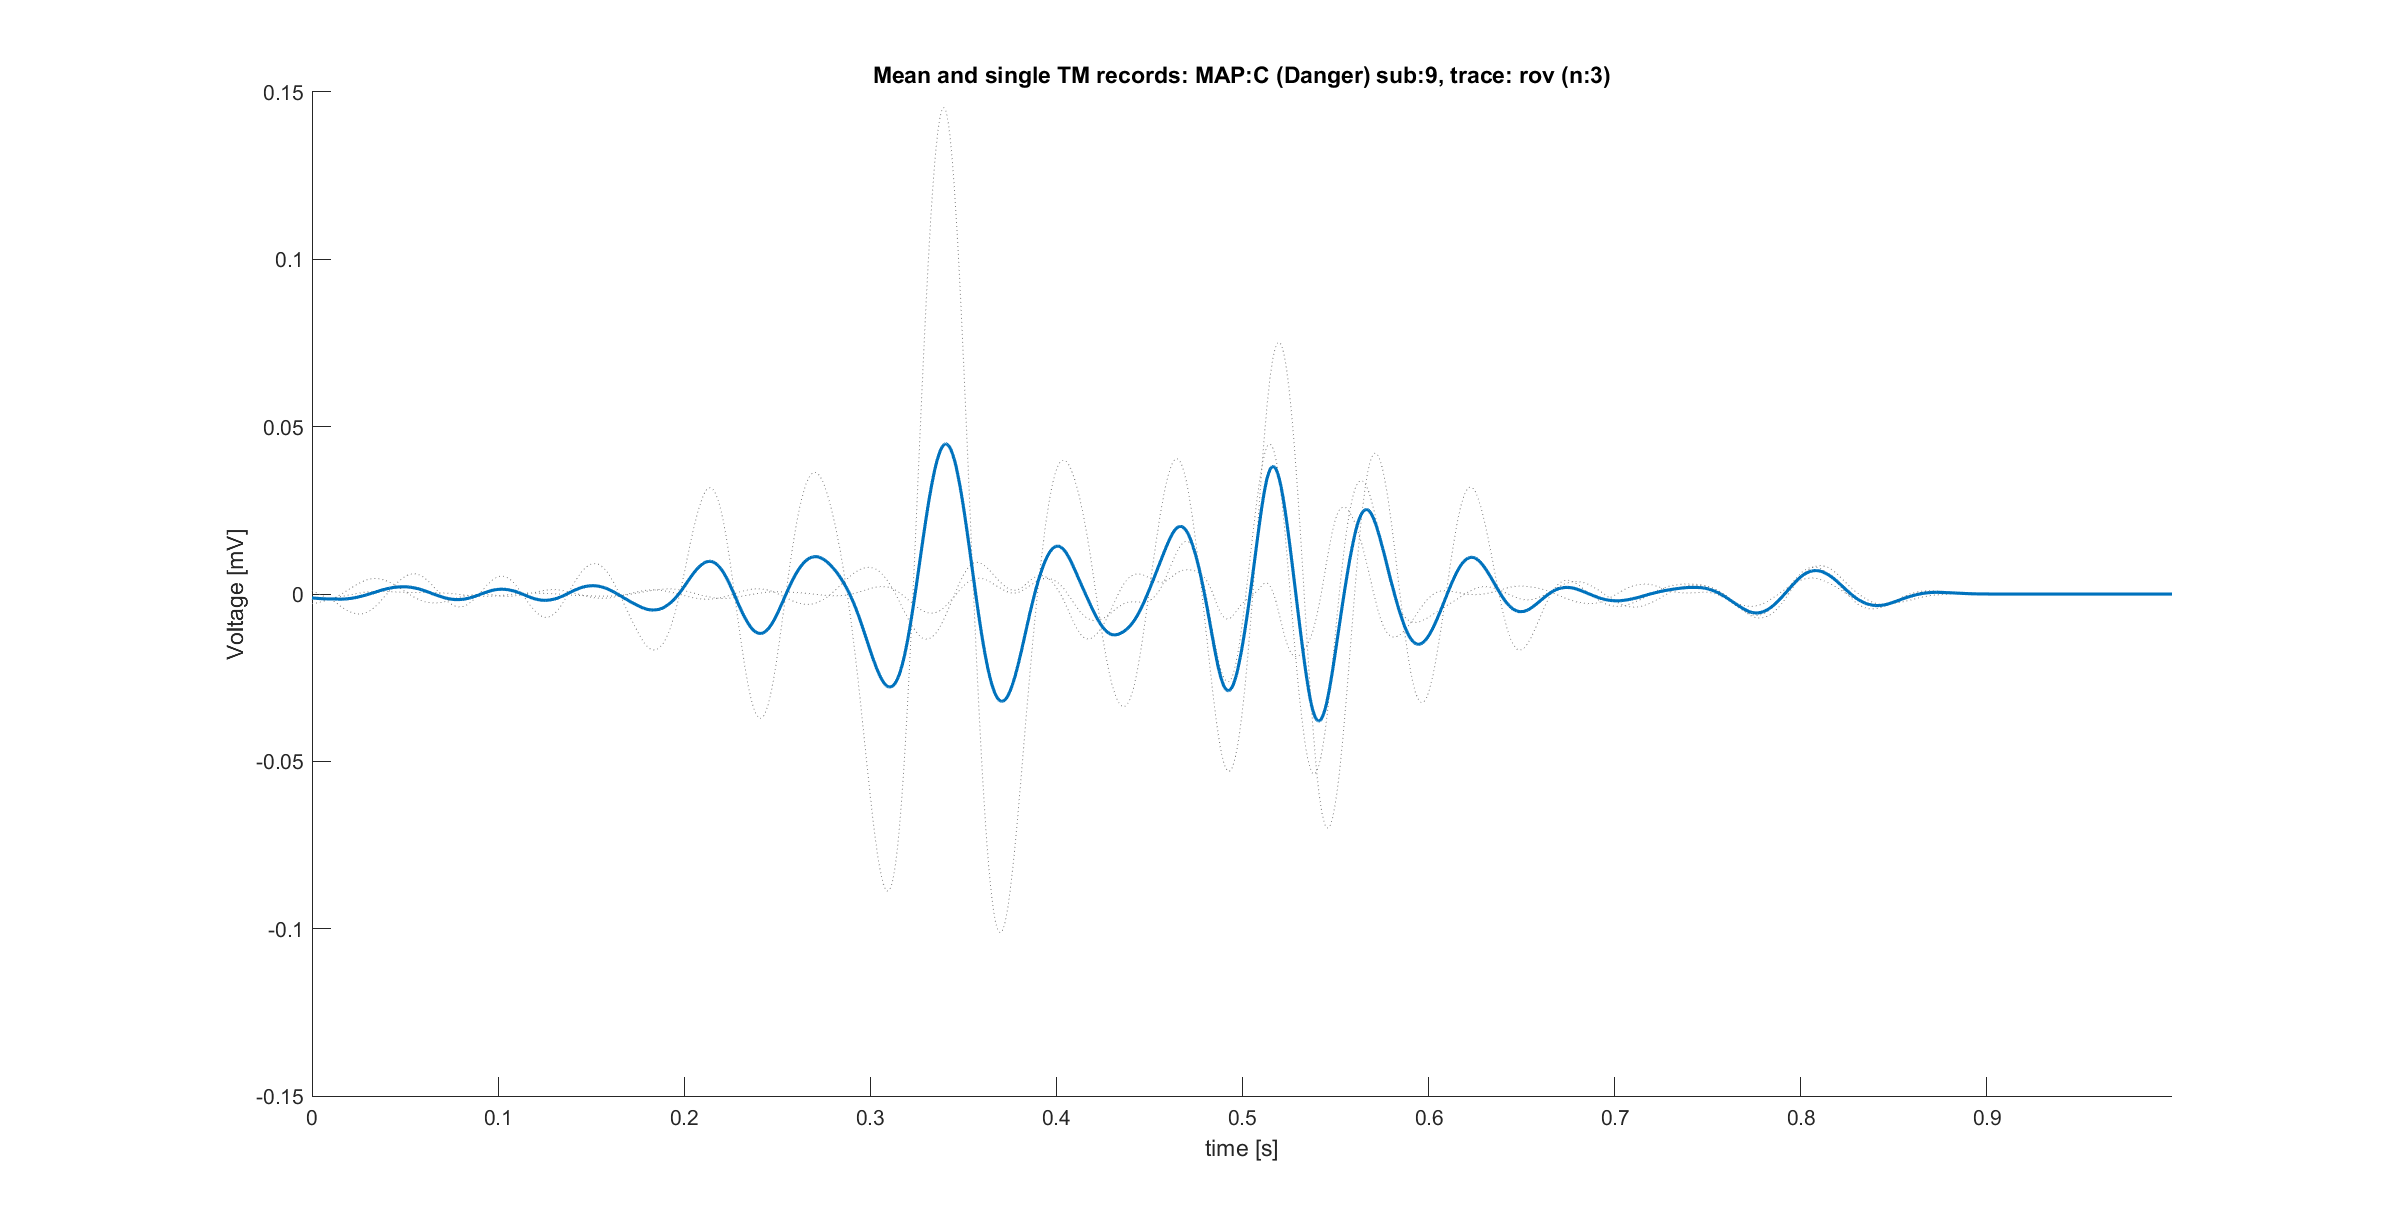 Mean and single TM records: MAP:C (Danger) sub:9, trace: rov (n:3)
0.15
0.1
0.05
0
-0.05
-0.1
-0.15
Voltage [mV]
0 0.1 0.2 0.3 0.4 0.5 0.6 0.7 0.8 0.9
time [s]